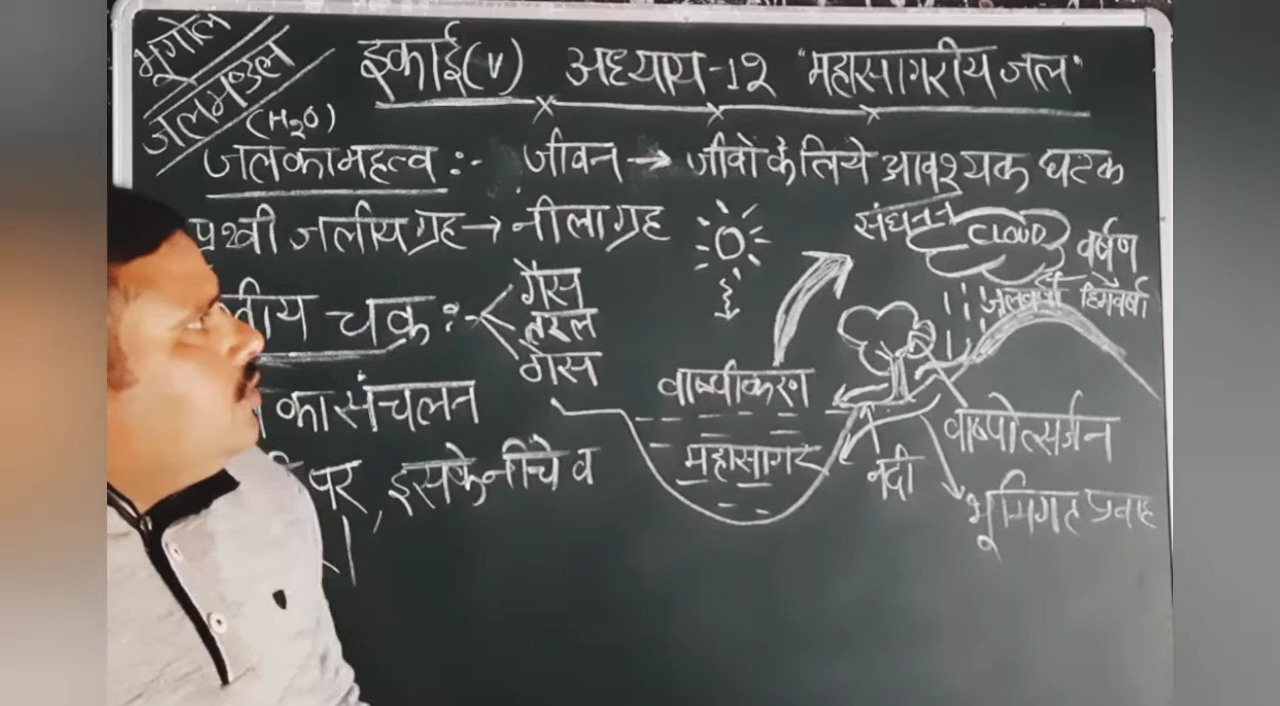 भूगोल
जलमण्डल
इकाई(V) अध्याय-12 "महासागरीय जल"
(H₂O)
जल का महत्व :- जीवन → जीवों के लिये आवश्यक घटक
पृथ्वी जलीय ग्रह → नीला ग्रह
संघनन
CLOUD
वर्षण
जलवर्षा हिमवर्षा
चक्र :-
गैस
तरल
गैस
वाष्पीकरण
का संचलन
वाष्पोत्सर्जन
महासागर
नदी
पर, इसके नीचे व
भूमिगत प्रवाह